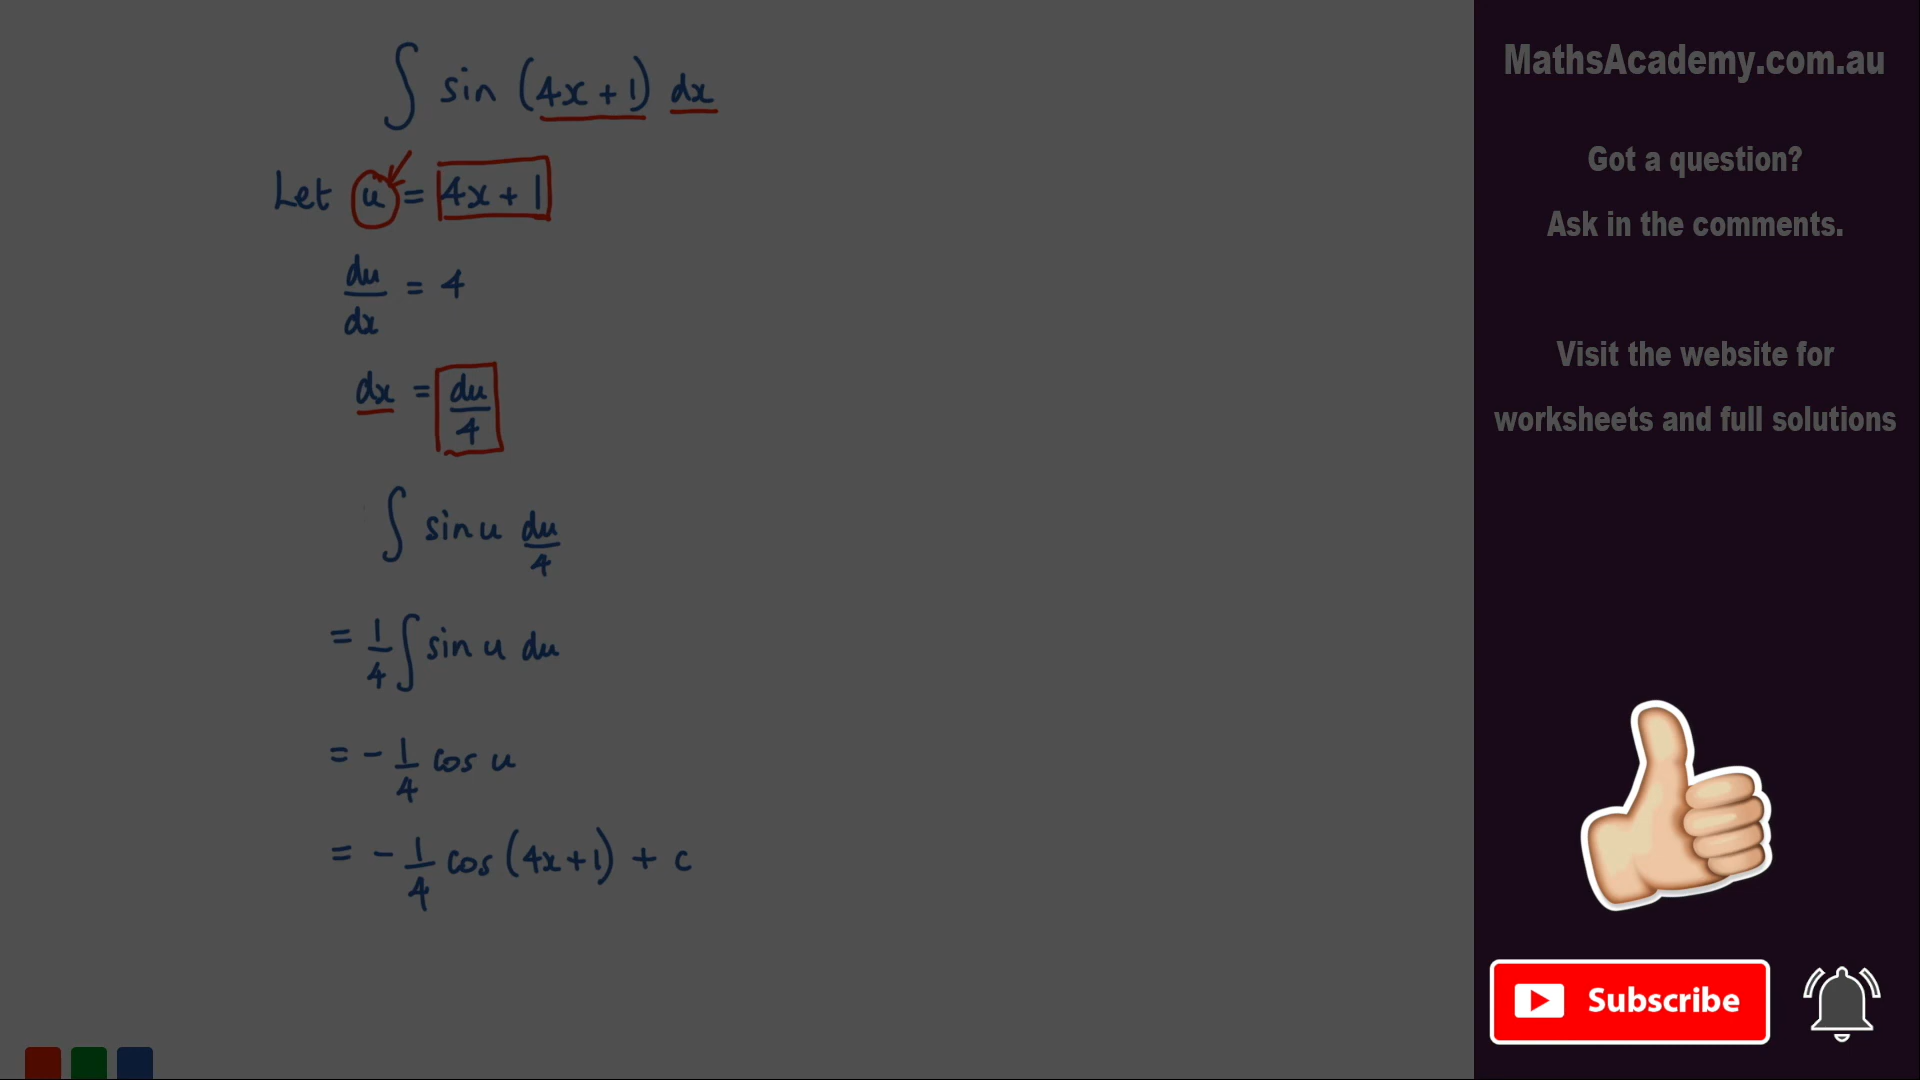 ∫ sin (4x + 1) dx
Let u = 4x + 1
du/dx = 4
dx = du/4
∫ sin u du/4
= 1/4 ∫ sin u du
= - 1/4 cos u
= - 1/4 cos (4x+1) + c
MathsAcademy.com.au
Got a question?
Ask in the comments.
Visit the website for
worksheets and full solutions
Subscribe